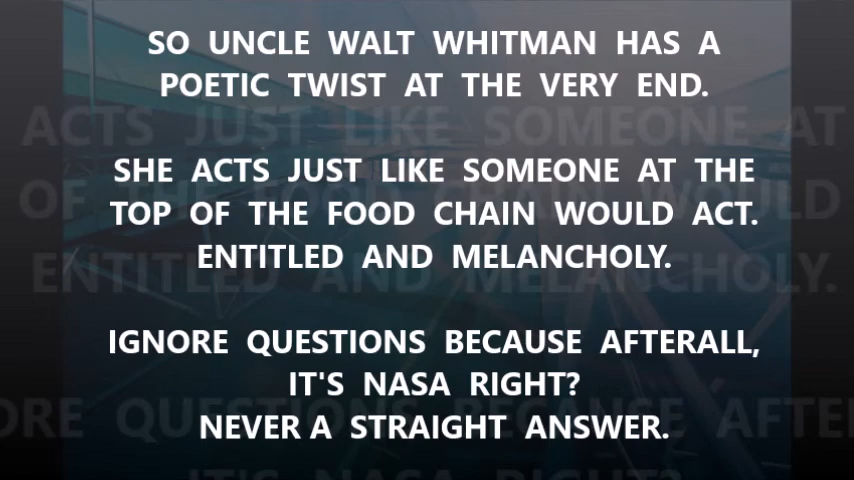 SO UNCLE WALT WHITMAN HAS A
POETIC TWIST AT THE VERY END.
SHE ACTS JUST LIKE SOMEONE AT THE
TOP OF THE FOOD CHAIN WOULD ACT.
ENTITLED AND MELANCHOLY.
IGNORE QUESTIONS BECAUSE AFTERALL,
IT'S NASA RIGHT?
NEVER A STRAIGHT ANSWER.